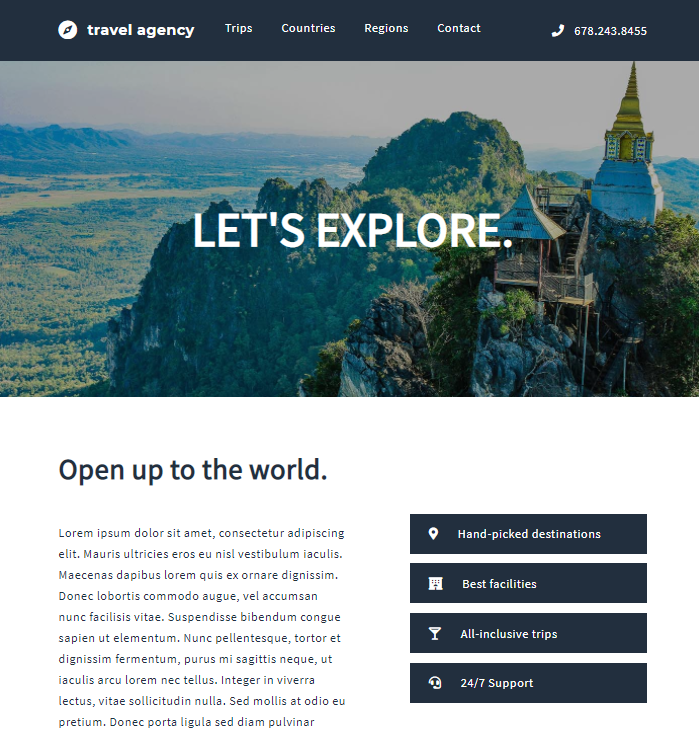 travel agency
Trips
Countries
Regions
Contact
678.243.8455
LET'S EXPLORE.
Open up to the world.
Lorem ipsum dolor sit amet, consectetur adipiscing
elit. Mauris ultricies eros eu nisl vestibulum iaculis.
Maecenas dapibus lorem quis ex ornare dignissim.
Donec lobortis commodo augue, vel accumsan
nunc facilisis vitae. Suspendisse bibendum congue
sapien ut elementum. Nunc pellentesque, tortor et
dignissim fermentum, purus mi sagittis neque, ut
iaculis arcu lorem nec tellus. Integer in viverra
lectus, vitae sollicitudin nulla. Sed mollis at odio eu
pretium. Donec porta ligula sed diam pulvinar
Hand-picked destinations
Best facilities
All-inclusive trips
24/7 Support